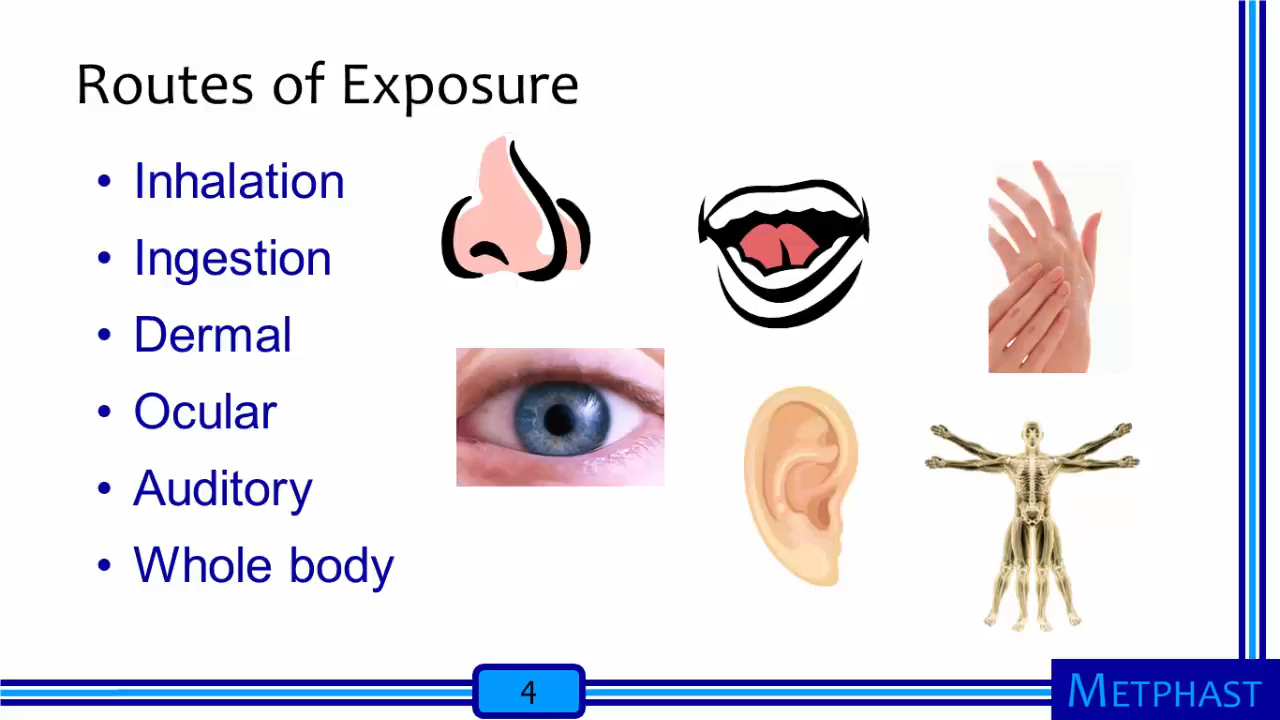 Routes of Exposure
• Inhalation
• Ingestion
• Dermal
• Ocular
• Auditory
• Whole body
4
METPHAST